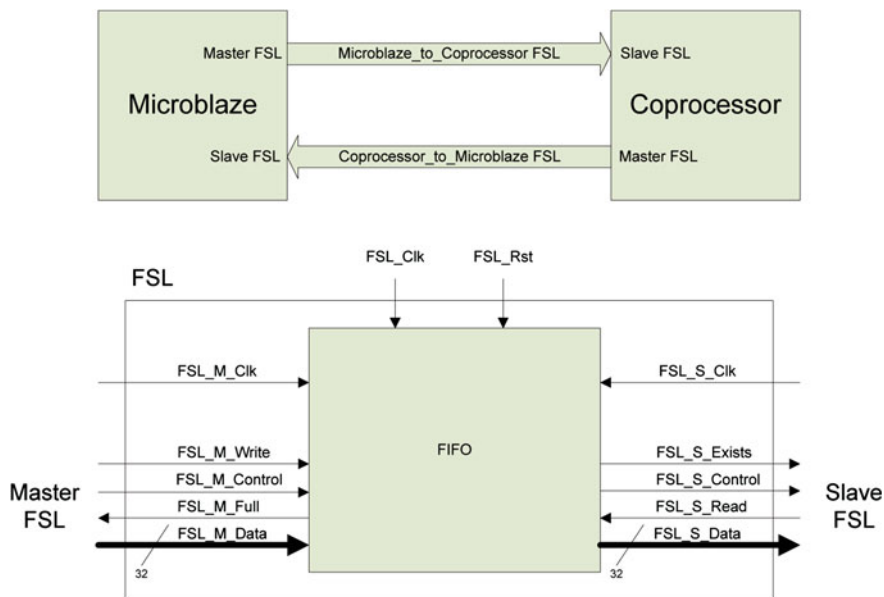 Master FSL
Microblaze_to_Coprocessor FSL
Slave FSL
Microblaze
Coprocessor
Slave FSL
Coprocessor_to_Microblaze FSL
Master FSL
FSL_Clk
FSL_Rst
FSL
FSL_M_Clk
FSL_S_Clk
FIFO
FSL_M_Write
FSL_S_Exists
FSL_M_Control
FSL_S_Control
Master
FSL
FSL_M_Full
FSL_S_Read
Slave
FSL
FSL_M_Data
FSL_S_Data
32
32